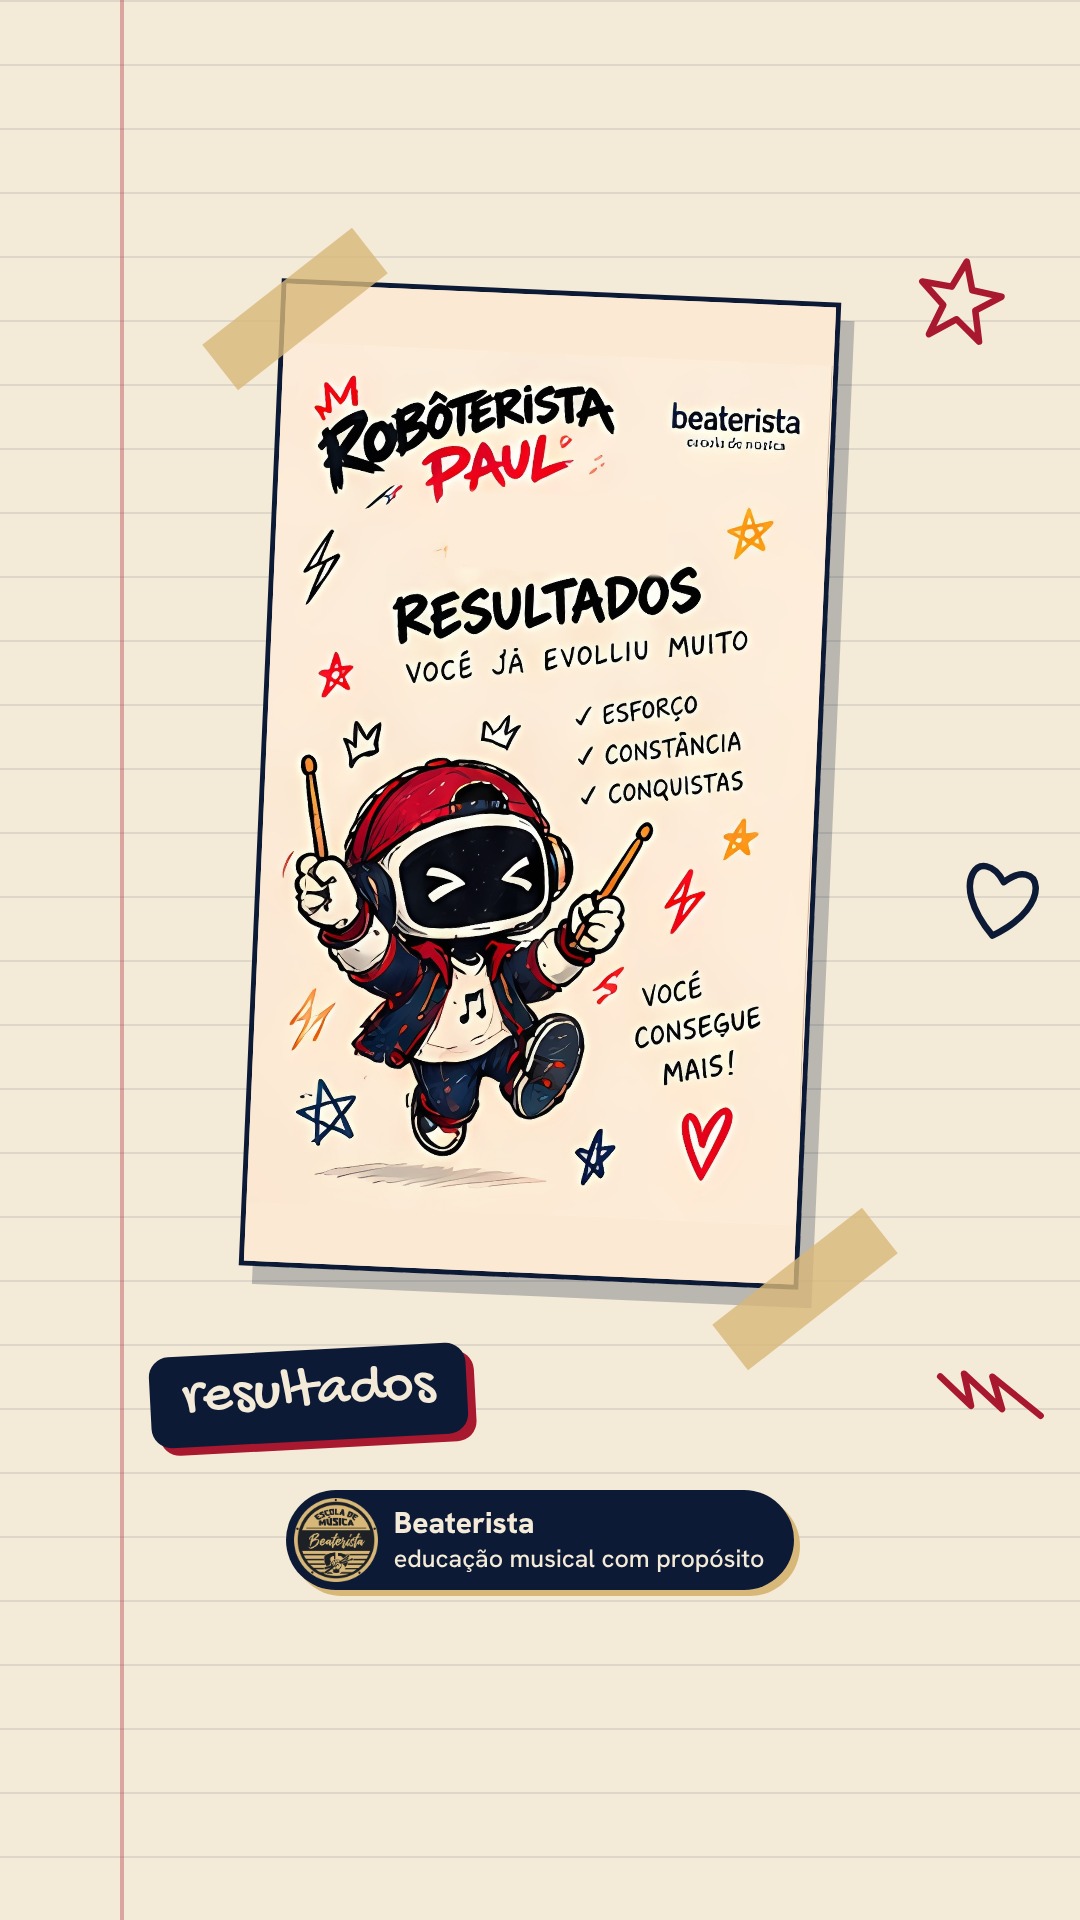 ROBÔTERISTA
PAUL
beaterista
RESULTADOS
VOCÊ JÁ EVOLLIU MUITO
✓ ESFORÇO
✓ CONSTÂNCIA
✓ CONQUISTAS
VOCÊ
CONSEGUE
MAIS!
resultados
ESCOLA DE
MÚSICA
Beaterista
Beaterista
educação musical com propósito